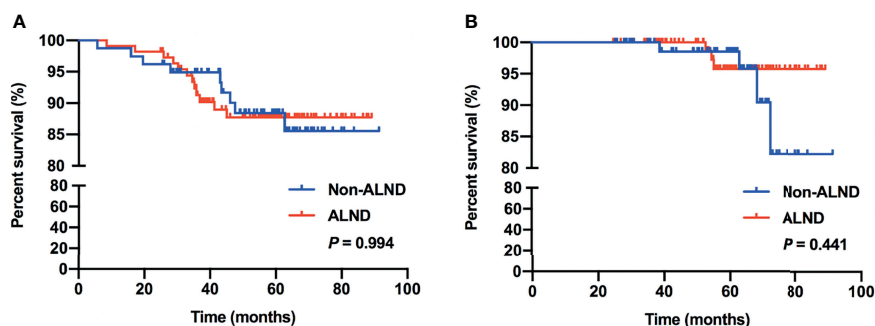 A
Percent survival (%)
100
95
90
85
80
80
60
40
20
0
Non-ALND
ALND
P = 0.994
0 20 40 60 80 100
Time (months)
B
Percent survival (%)
100
95
90
85
80
80
60
40
20
0
Non-ALND
ALND
P = 0.441
0 20 40 60 80 100
Time (months)